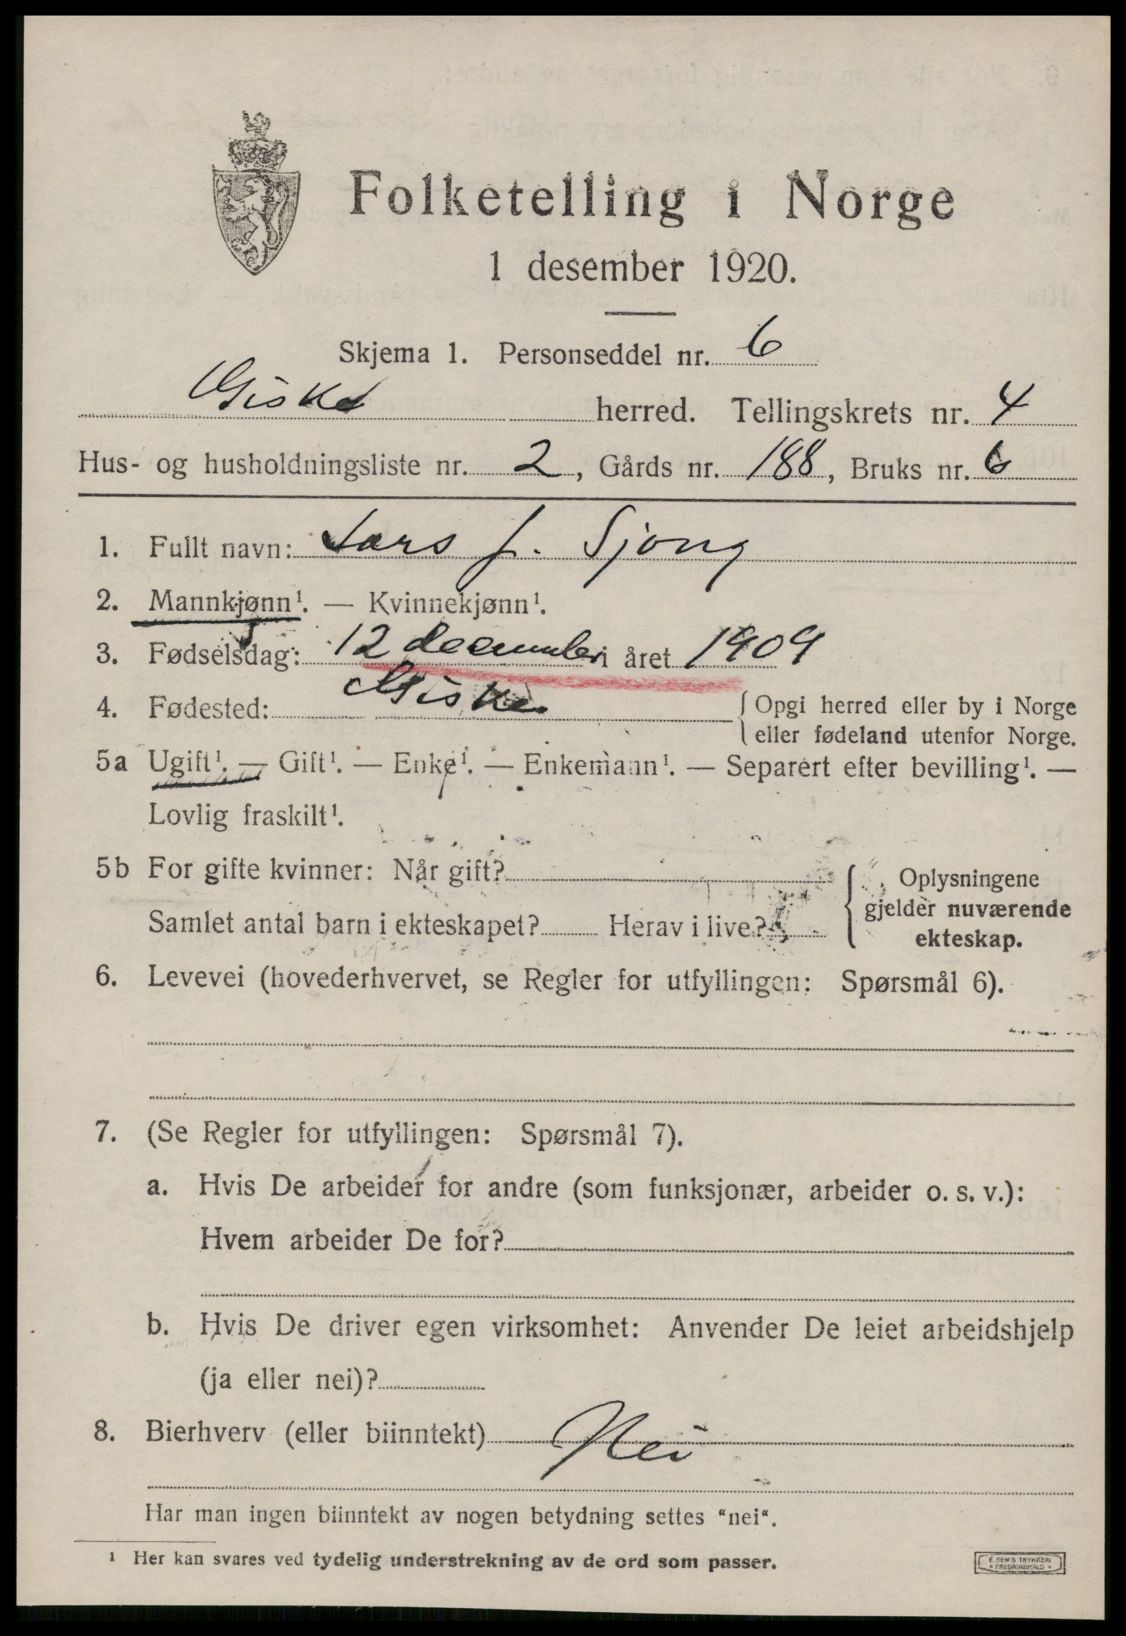 Folketelling i Norge
1 desember 1920.
Skjema 1. Personseddel nr. 6
Giske herred. Tellingskrets nr. 4
Hus- og husholdningsliste nr. 2, Gårds nr. 188, Bruks nr. 6
1. Fullt navn: Lars J. Sjong
2. Mannkjønn¹. — Kvinnekjønn¹.
3. Fødselsdag: 12 december i året 1909
4. Fødested: Giske { Opgi herred eller by i Norge
eller fødeland utenfor Norge.
5a Ugift¹. — Gift¹. — Enke¹. — Enkemann¹. — Separert efter bevilling¹. —
Lovlig fraskilt¹.
5b For gifte kvinner: Når gift? { Oplysningene
gjelder nuværende
Samlet antal barn i ekteskapet? Herav i live?
ekteskap.
6. Levevei (hovederhvervet, se Regler for utfyllingen: Spørsmål 6).
7. (Se Regler for utfyllingen: Spørsmål 7).
a. Hvis De arbeider for andre (som funksjonær, arbeider o. s. v.):
Hvem arbeider De for?
b. Hvis De driver egen virksomhet: Anvender De leiet arbeidshjelp
(ja eller nei)?
8. Bierhverv (eller biinntekt) Nei
Har man ingen biinntekt av nogen betydning settes "nei".
¹ Her kan svares ved tydelig understrekning av de ord som passer.
E. SEM'S TRYKKERI
FREDRIKSHALD